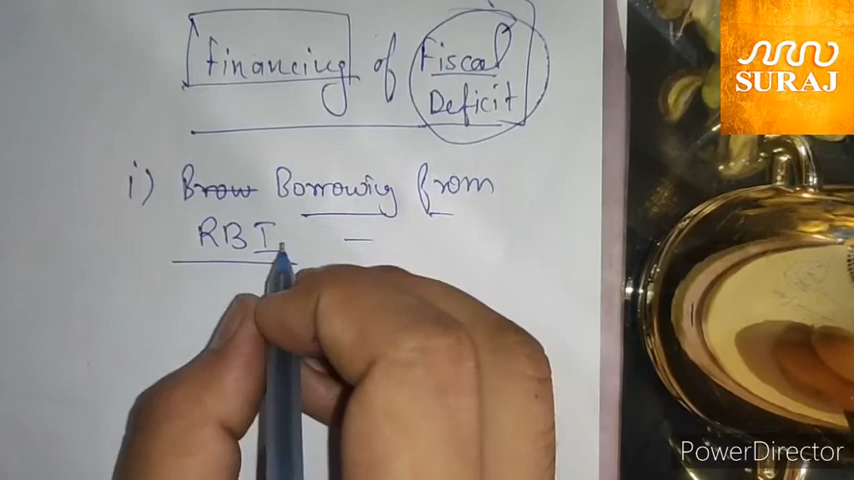 Financing of Fiscal
Deficit
i) Brow Borrowing from
RBI
SURAJ
PowerDirector